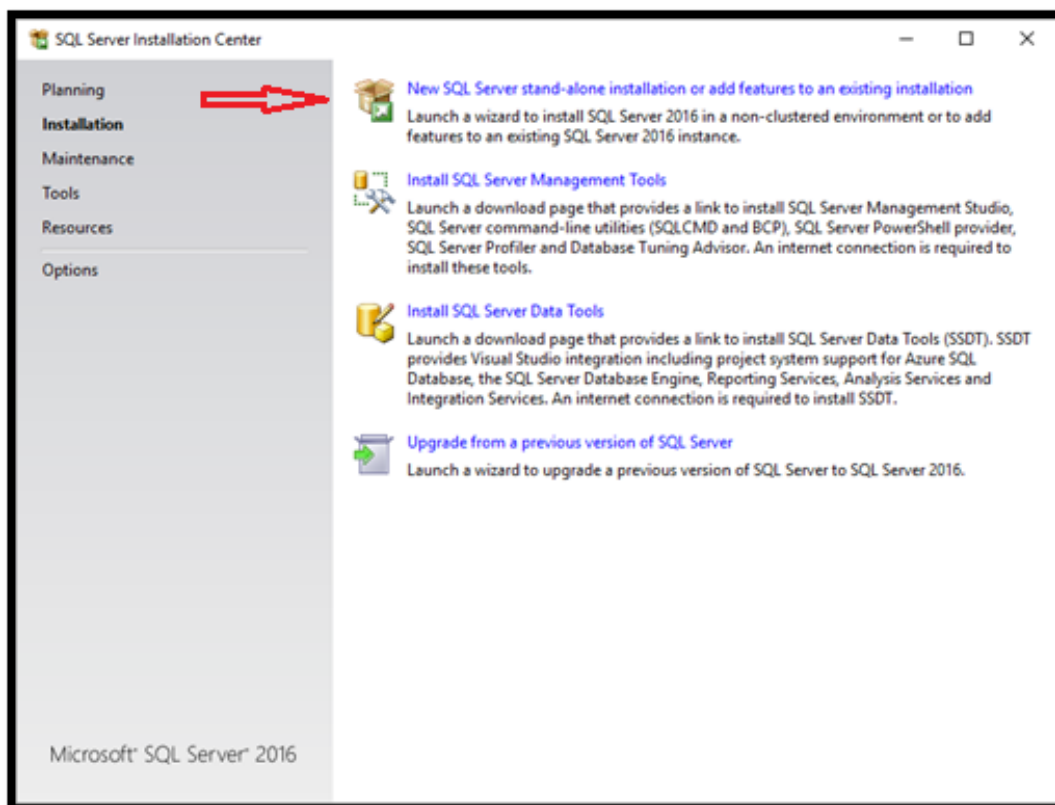 SQL Server Installation Center
Planning
Installation
Maintenance
Tools
Resources
Options
New SQL Server stand-alone installation or add features to an existing installation
Launch a wizard to install SQL Server 2016 in a non-clustered environment or to add
features to an existing SQL Server 2016 instance.
Install SQL Server Management Tools
Launch a download page that provides a link to install SQL Server Management Studio,
SQL Server command-line utilities (SQLCMD and BCP), SQL Server PowerShell provider,
SQL Server Profiler and Database Tuning Advisor. An internet connection is required to
install these tools.
Install SQL Server Data Tools
Launch a download page that provides a link to install SQL Server Data Tools (SSDT). SSDT
provides Visual Studio integration including project system support for Azure SQL
Database, the SQL Server Database Engine, Reporting Services, Analysis Services and
Integration Services. An internet connection is required to install SSDT.
Upgrade from a previous version of SQL Server
Launch a wizard to upgrade a previous version of SQL Server to SQL Server 2016.
Microsoft® SQL Server® 2016